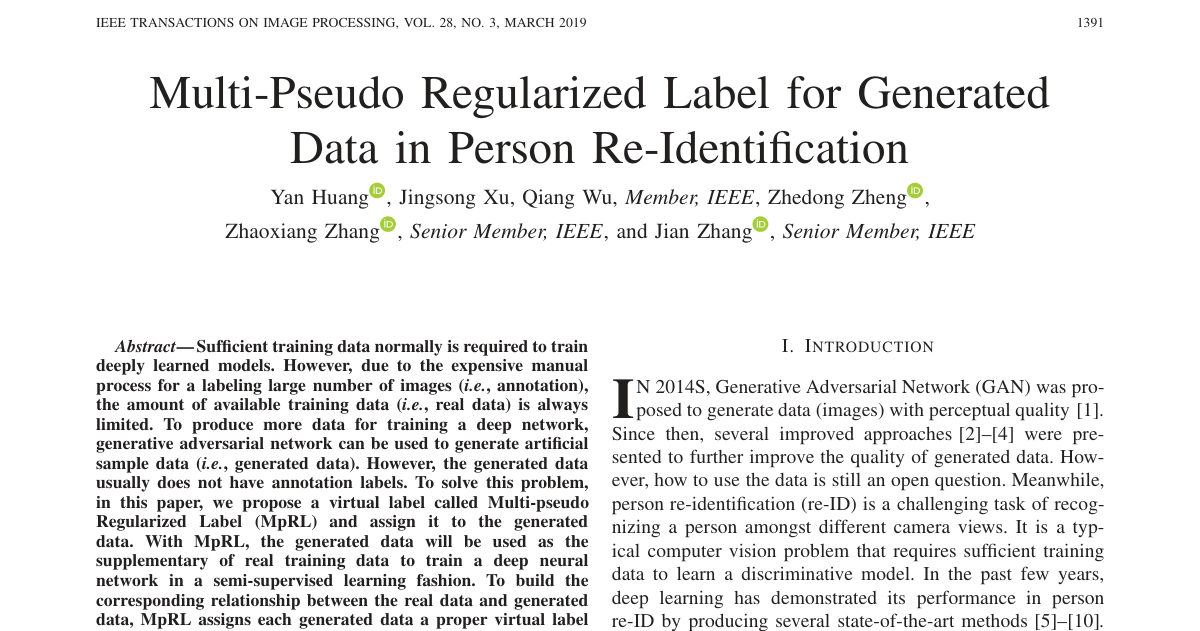 IEEE TRANSACTIONS ON IMAGE PROCESSING, VOL. 28, NO. 3, MARCH 2019 1391
Multi-Pseudo Regularized Label for Generated
Data in Person Re-Identification
Yan Huang iD, Jingsong Xu, Qiang Wu, Member, IEEE, Zhedong Zheng iD,
Zhaoxiang Zhang iD, Senior Member, IEEE, and Jian Zhang iD, Senior Member, IEEE
Abstract—Sufficient training data normally is required to train
deeply learned models. However, due to the expensive manual
process for a labeling large number of images (i.e., annotation),
the amount of available training data (i.e., real data) is always
limited. To produce more data for training a deep network,
generative adversarial network can be used to generate artificial
sample data (i.e., generated data). However, the generated data
usually does not have annotation labels. To solve this problem,
in this paper, we propose a virtual label called Multi-pseudo
Regularized Label (MpRL) and assign it to the generated
data. With MpRL, the generated data will be used as the
supplementary of real training data to train a deep neural
network in a semi-supervised learning fashion. To build the
corresponding relationship between the real data and generated
data, MpRL assigns each generated data a proper virtual label
I. INTRODUCTION
IN 2014S, Generative Adversarial Network (GAN) was pro-
posed to generate data (images) with perceptual quality [1].
Since then, several improved approaches [2]–[4] were pre-
sented to further improve the quality of generated data. How-
ever, how to use the data is still an open question. Meanwhile,
person re-identification (re-ID) is a challenging task of recog-
nizing a person amongst different camera views. It is a typ-
ical computer vision problem that requires sufficient training
data to learn a discriminative model. In the past few years,
deep learning has demonstrated its performance in person
re-ID by producing several state-of-the-art methods [5]–[10].